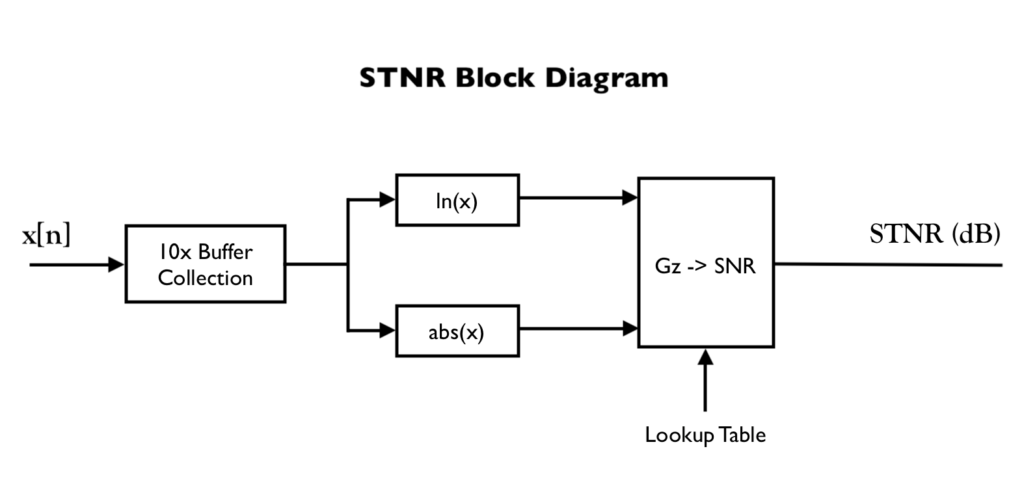 STNR Block Diagram
x[n]
10x Buffer
Collection
ln(x)
abs(x)
Gz -> SNR
STNR (dB)
Lookup Table